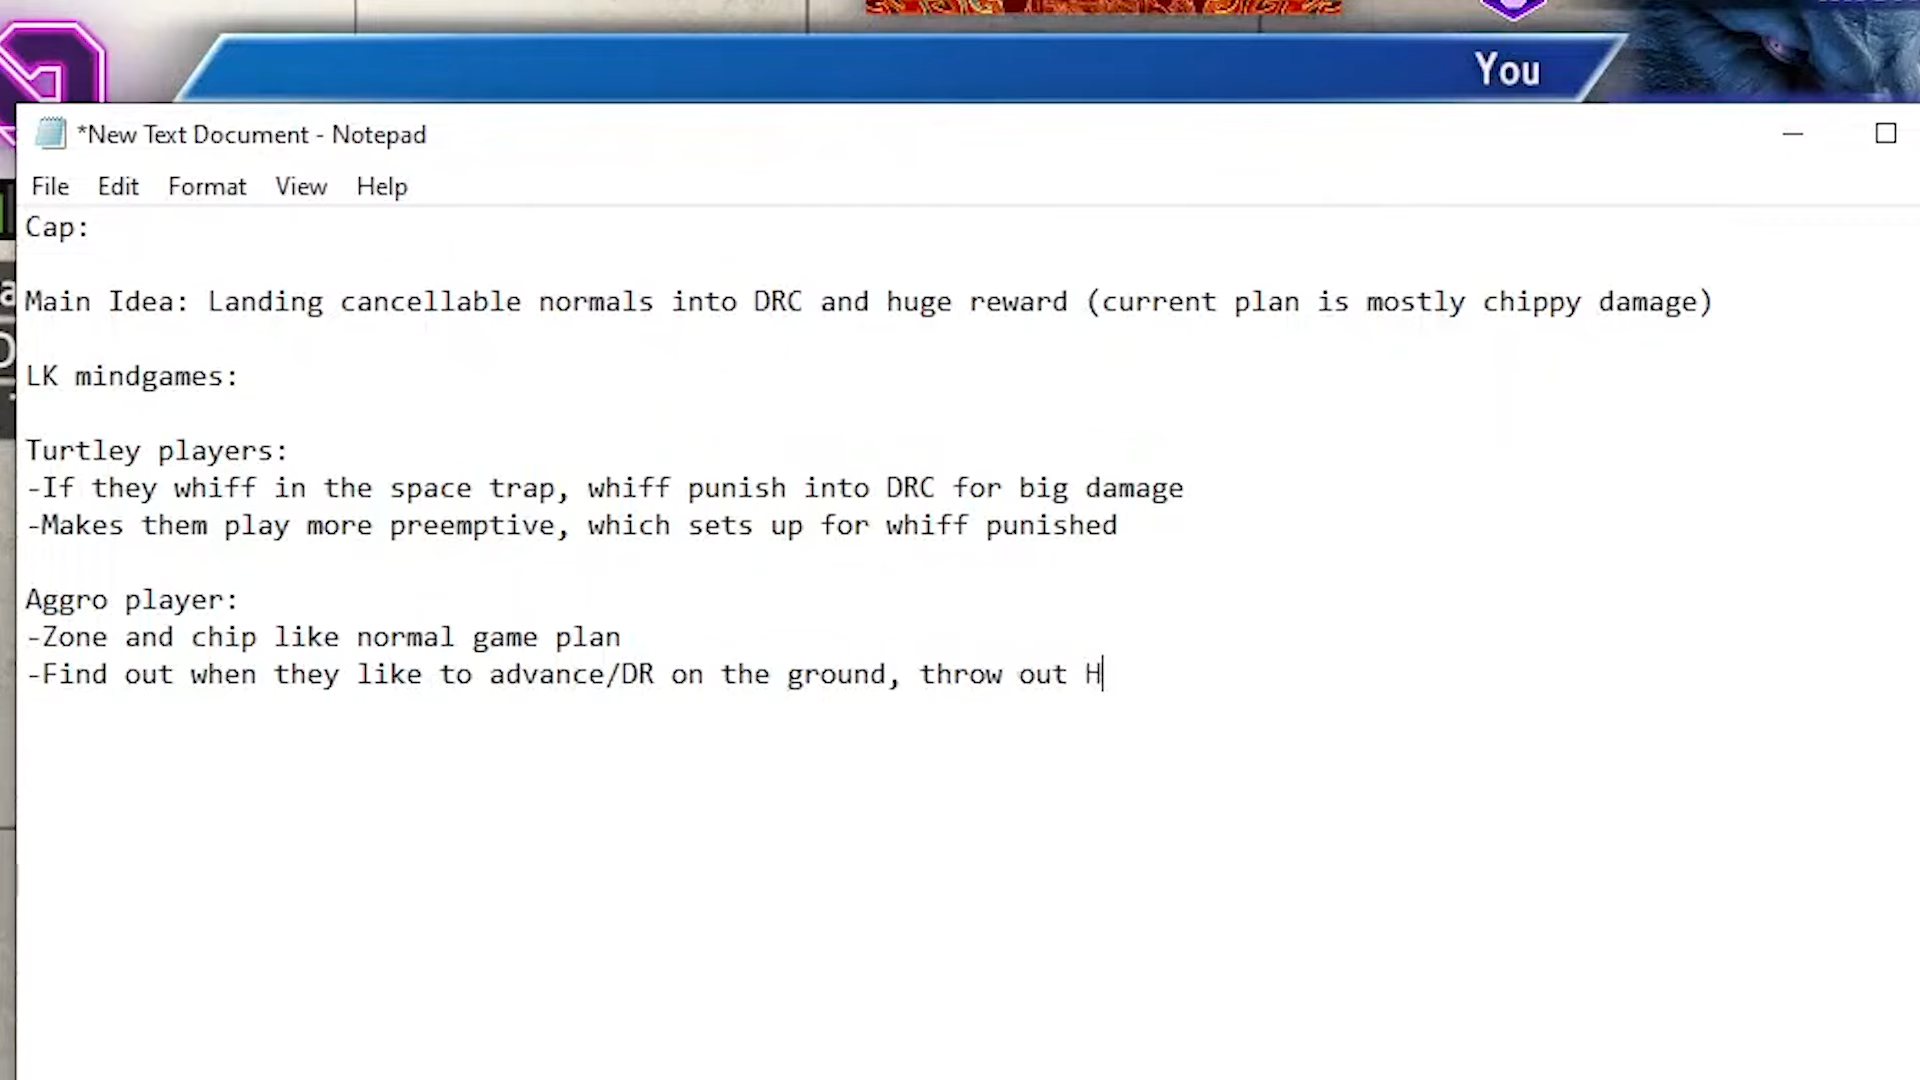 You
*New Text Document - Notepad
File Edit Format View Help
Cap:
Main Idea: Landing cancellable normals into DRC and huge reward (current plan is mostly chippy damage)
LK mindgames:
Turtley players:
-If they whiff in the space trap, whiff punish into DRC for big damage
-Makes them play more preemptive, which sets up for whiff punished
Aggro player:
-Zone and chip like normal game plan
-Find out when they like to advance/DR on the ground, throw out H